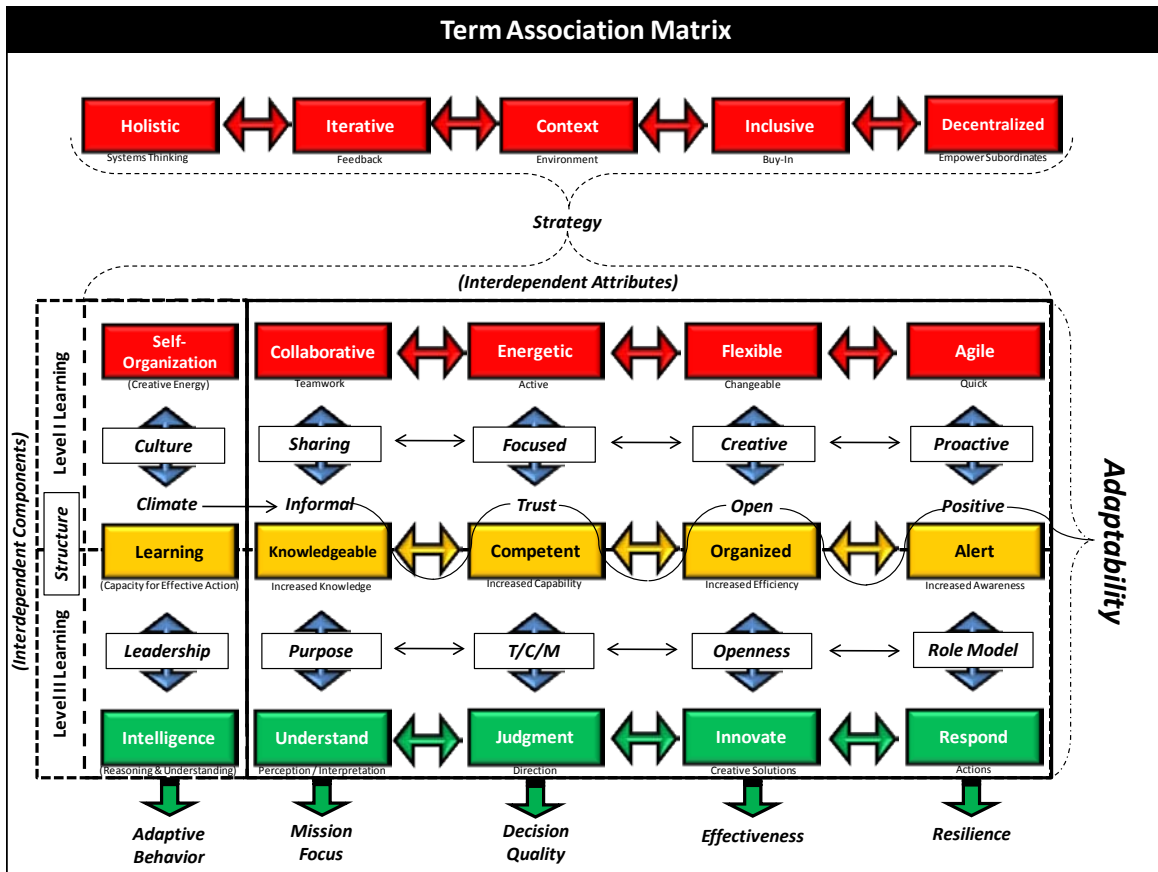 Term Association Matrix
Holistic
Iterative
Context
Inclusive
Decentralized
Systems Thinking
Feedback
Environment
Buy-In
Empower Subordinates
Strategy
(Interdependent Attributes)
(Interdependent Components)
Level I Learning
Structure
Level II Learning
Adaptability
Self-
Organization
Collaborative
Energetic
Flexible
Agile
(Creative Energy)
Teamwork
Active
Changeable
Quick
Culture
Sharing
Focused
Creative
Proactive
Climate
Informal
Trust
Open
Positive
Learning
Knowledgeable
Competent
Organized
Alert
(Capacity for Effective Action)
Increased Knowledge
Increased Capability
Increased Efficiency
Increased Awareness
Leadership
Purpose
T/C/M
Openness
Role Model
Intelligence
Understand
Judgment
Innovate
Respond
(Reasoning & Understanding)
Perception / Interpretation
Direction
Creative Solutions
Actions
Adaptive
Behavior
Mission
Focus
Decision
Quality
Effectiveness
Resilience